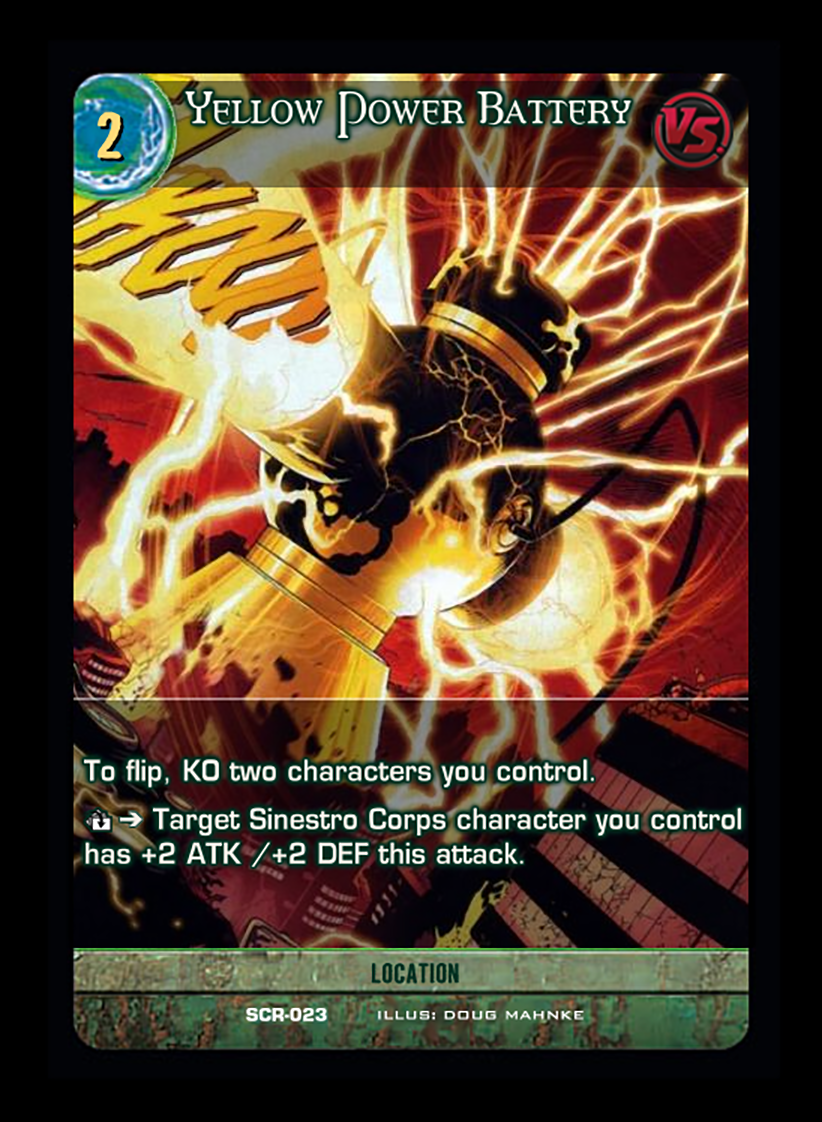 2
YELLOW POWER BATTERY
VS.
To flip, KO two characters you control.
➔ Target Sinestro Corps character you control
has +2 ATK /+2 DEF this attack.
LOCATION
SCR-023 ILLUS: DOUG MAHNKE